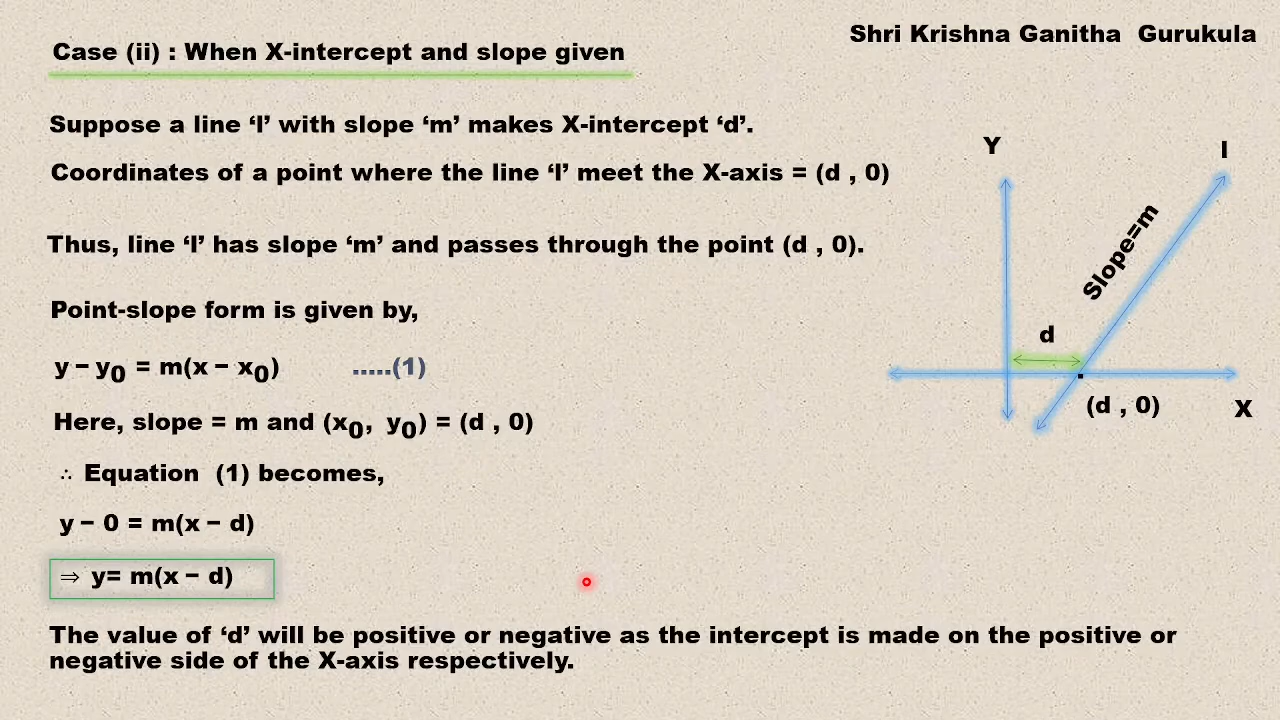 Shri Krishna Ganitha Gurukula
Case (ii) : When X-intercept and slope given
Suppose a line ‘l’ with slope ‘m’ makes X-intercept ‘d’.
Coordinates of a point where the line ‘l’ meet the X-axis = (d , 0)
Thus, line ‘l’ has slope ‘m’ and passes through the point (d , 0).
Point-slope form is given by,
y − y₀ = m(x − x₀) .....(1)
Here, slope = m and (x₀, y₀) = (d , 0)
∴ Equation (1) becomes,
y − 0 = m(x − d)
⇒ y= m(x − d)
The value of ‘d’ will be positive or negative as the intercept is made on the positive or
negative side of the X-axis respectively.
Y
l
Slope=m
d
(d , 0)
X